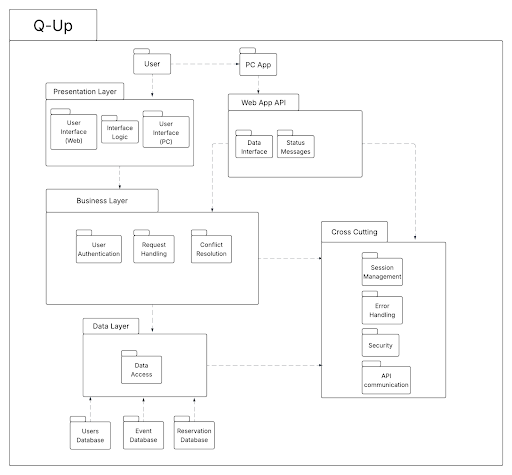 Q-Up
User
PC App
Presentation Layer
User
Interface
(Web)
Interface
Logic
User
Interface
(PC)
Web App API
Data
Interface
Status
Messages
Business Layer
User
Authentication
Request
Handling
Conflict
Resolution
Cross Cutting
Session
Management
Error
Handling
Security
API
communication
Data Layer
Data
Access
Users
Database
Event
Database
Reservation
Database